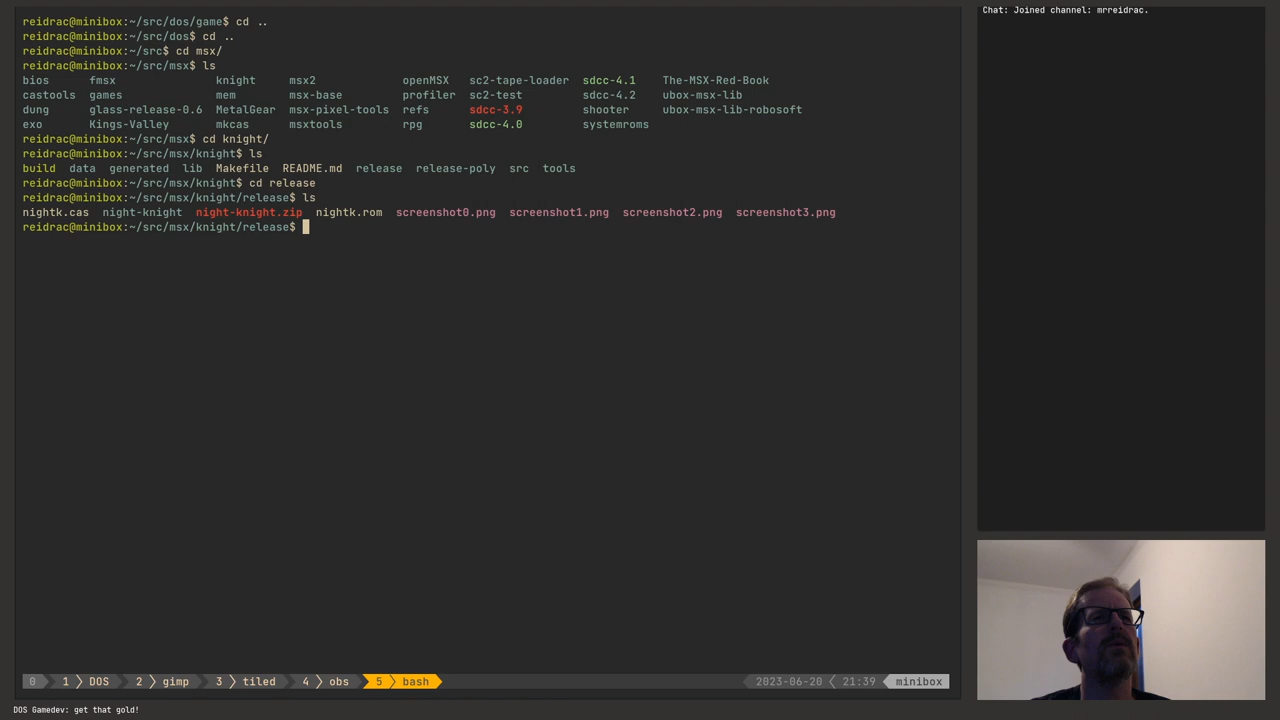 reidrac@minibox:~/src/dos/game$ cd ..
reidrac@minibox:~/src/dos$ cd ..
reidrac@minibox:~/src$ cd msx/
reidrac@minibox:~/src/msx$ ls
bios fmsx knight msx2 openMSX sc2-tape-loader sdcc-4.1 The-MSX-Red-Book
castools games mem msx-base profiler sc2-test sdcc-4.2 ubox-msx-lib
dung glass-release-0.6 MetalGear msx-pixel-tools refs sdcc-3.9 shooter ubox-msx-lib-robosoft
exo Kings-Valley mkcas msxtools rpg sdcc-4.0 systemroms
reidrac@minibox:~/src/msx$ cd knight/
reidrac@minibox:~/src/msx/knight$ ls
build data generated lib Makefile README.md release release-poly src tools
reidrac@minibox:~/src/msx/knight$ cd release
reidrac@minibox:~/src/msx/knight/release$ ls
nightk.cas night-knight night-knight.zip nightk.rom screenshot0.png screenshot1.png screenshot2.png screenshot3.png
reidrac@minibox:~/src/msx/knight/release$
Chat: Joined channel: mrreidrac.
0 1 DOS 2 gimp 3 tiled 4 obs 5 bash 2023-06-20 21:39 minibox
DOS Gamedev: get that gold!